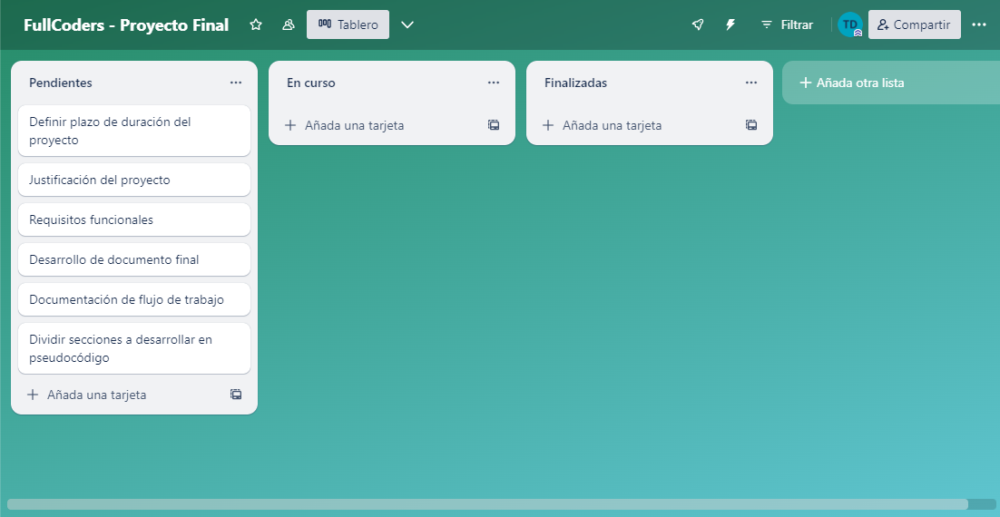 FullCoders - Proyecto Final
Tablero
Filtrar
TD
Compartir
Pendientes
Definir plazo de duración del
proyecto
Justificación del proyecto
Requisitos funcionales
Desarrollo de documento final
Documentación de flujo de trabajo
Dividir secciones a desarrollar en
pseudocódigo
Añada una tarjeta
En curso
Añada una tarjeta
Finalizadas
Añada una tarjeta
Añada otra lista